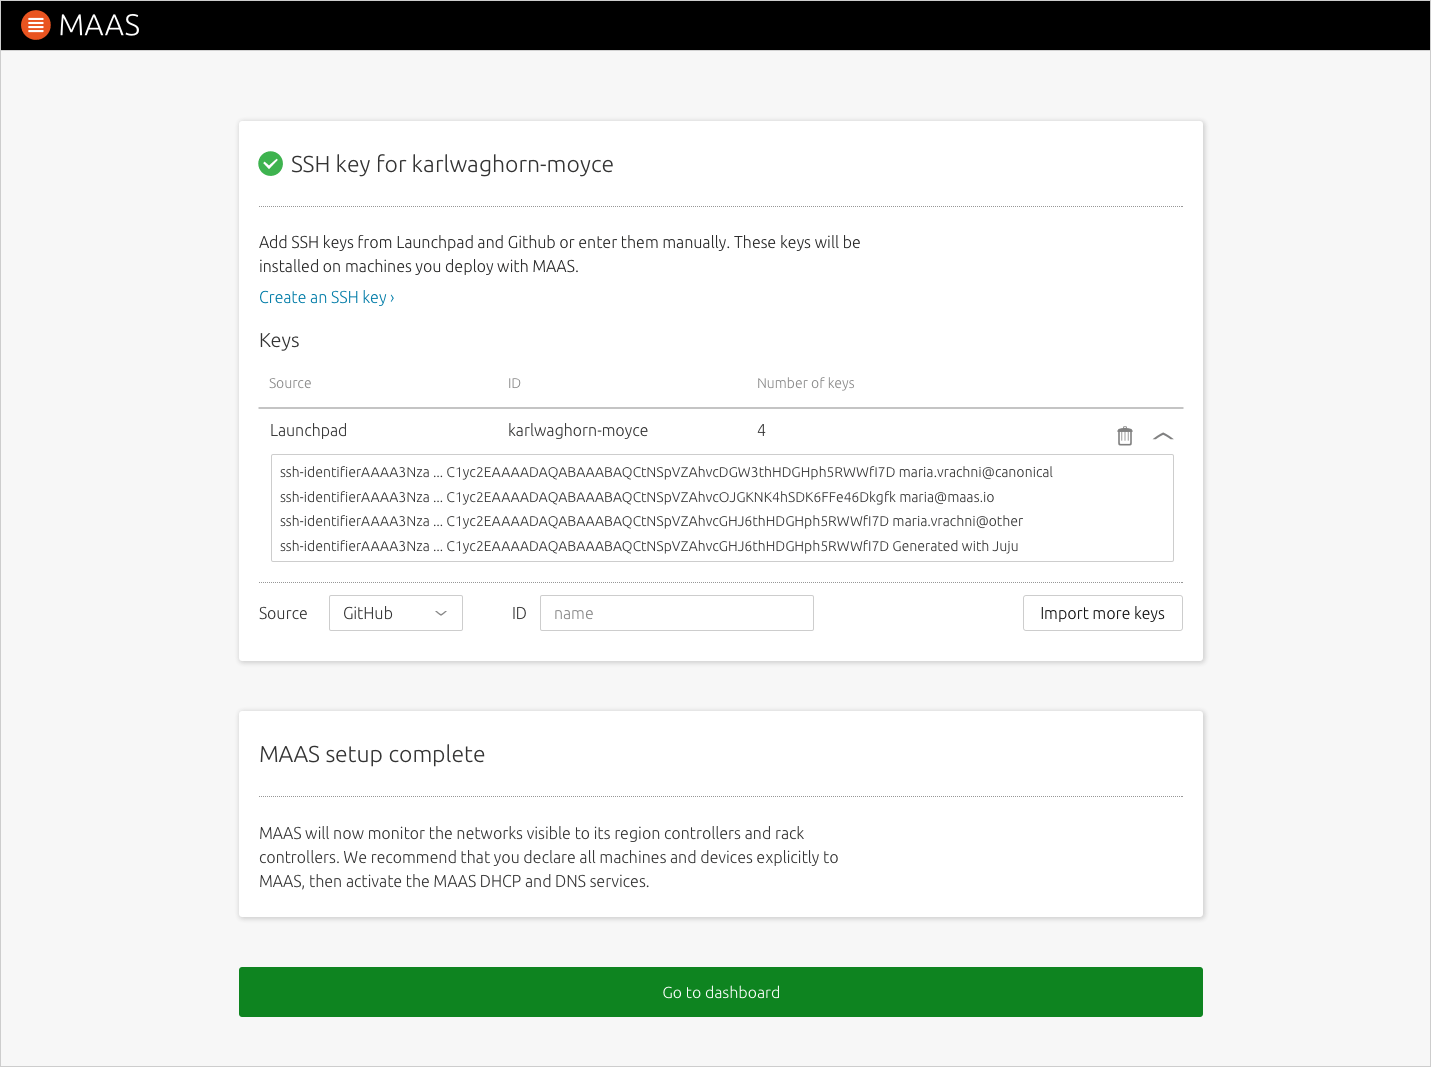 MAAS
SSH key for karlwaghorn-moyce
Add SSH keys from Launchpad and Github or enter them manually. These keys will be
installed on machines you deploy with MAAS.
Create an SSH key ›
Keys
Source ID Number of keys
Launchpad karlwaghorn-moyce 4
ssh-identifierAAAA3Nza ... C1yc2EAAAADAQABAAABAQCtNSpVZAhvcDGW3thHDGHph5RWWfI7D maria.vrachni@canonical
ssh-identifierAAAA3Nza ... C1yc2EAAAADAQABAAABAQCtNSpVZAhvcOJGKNK4hSDK6FFe46Dkgfk maria@maas.io
ssh-identifierAAAA3Nza ... C1yc2EAAAADAQABAAABAQCtNSpVZAhvcGHJ6thHDGHph5RWWfI7D maria.vrachni@other
ssh-identifierAAAA3Nza ... C1yc2EAAAADAQABAAABAQCtNSpVZAhvcGHJ6thHDGHph5RWWfI7D Generated with Juju
Source GitHub ID name Import more keys
MAAS setup complete
MAAS will now monitor the networks visible to its region controllers and rack
controllers. We recommend that you declare all machines and devices explicitly to
MAAS, then activate the MAAS DHCP and DNS services.
Go to dashboard